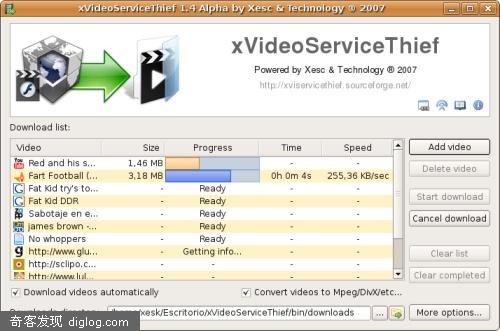 xVideoServiceThief 1.4 Alpha by Xesc & Technology ® 2007
xVideoServiceThief
Powered by Xesc & Technology ® 2007
http://xviservicethief.sourceforge.net/
Download list:
Video Size Progress Time Speed
Red and his s... 1,46 MB - -
Fart Football (... 3,18 MB 0h 0m 4s 255,36 KB/sec
Fat Kid try's to... - Ready - -
Fat Kid DDR - Ready - -
Sabotaje en e... - Ready - -
james brown -... - Ready - -
No whoppers - Ready - -
http://www.glu... - Getting info... - -
http://sclipo.c... - - - -
http://www.lul... - - - -
Add video
Delete video
Start download
Cancel download
Clear list
Clear completed
Download videos automatically
Convert videos to Mpeg/DivX/etc...
/home/xesk/Escritorio/xVideoServiceThief/bin/downloads
...
More options...
奇客发现 diglog.com